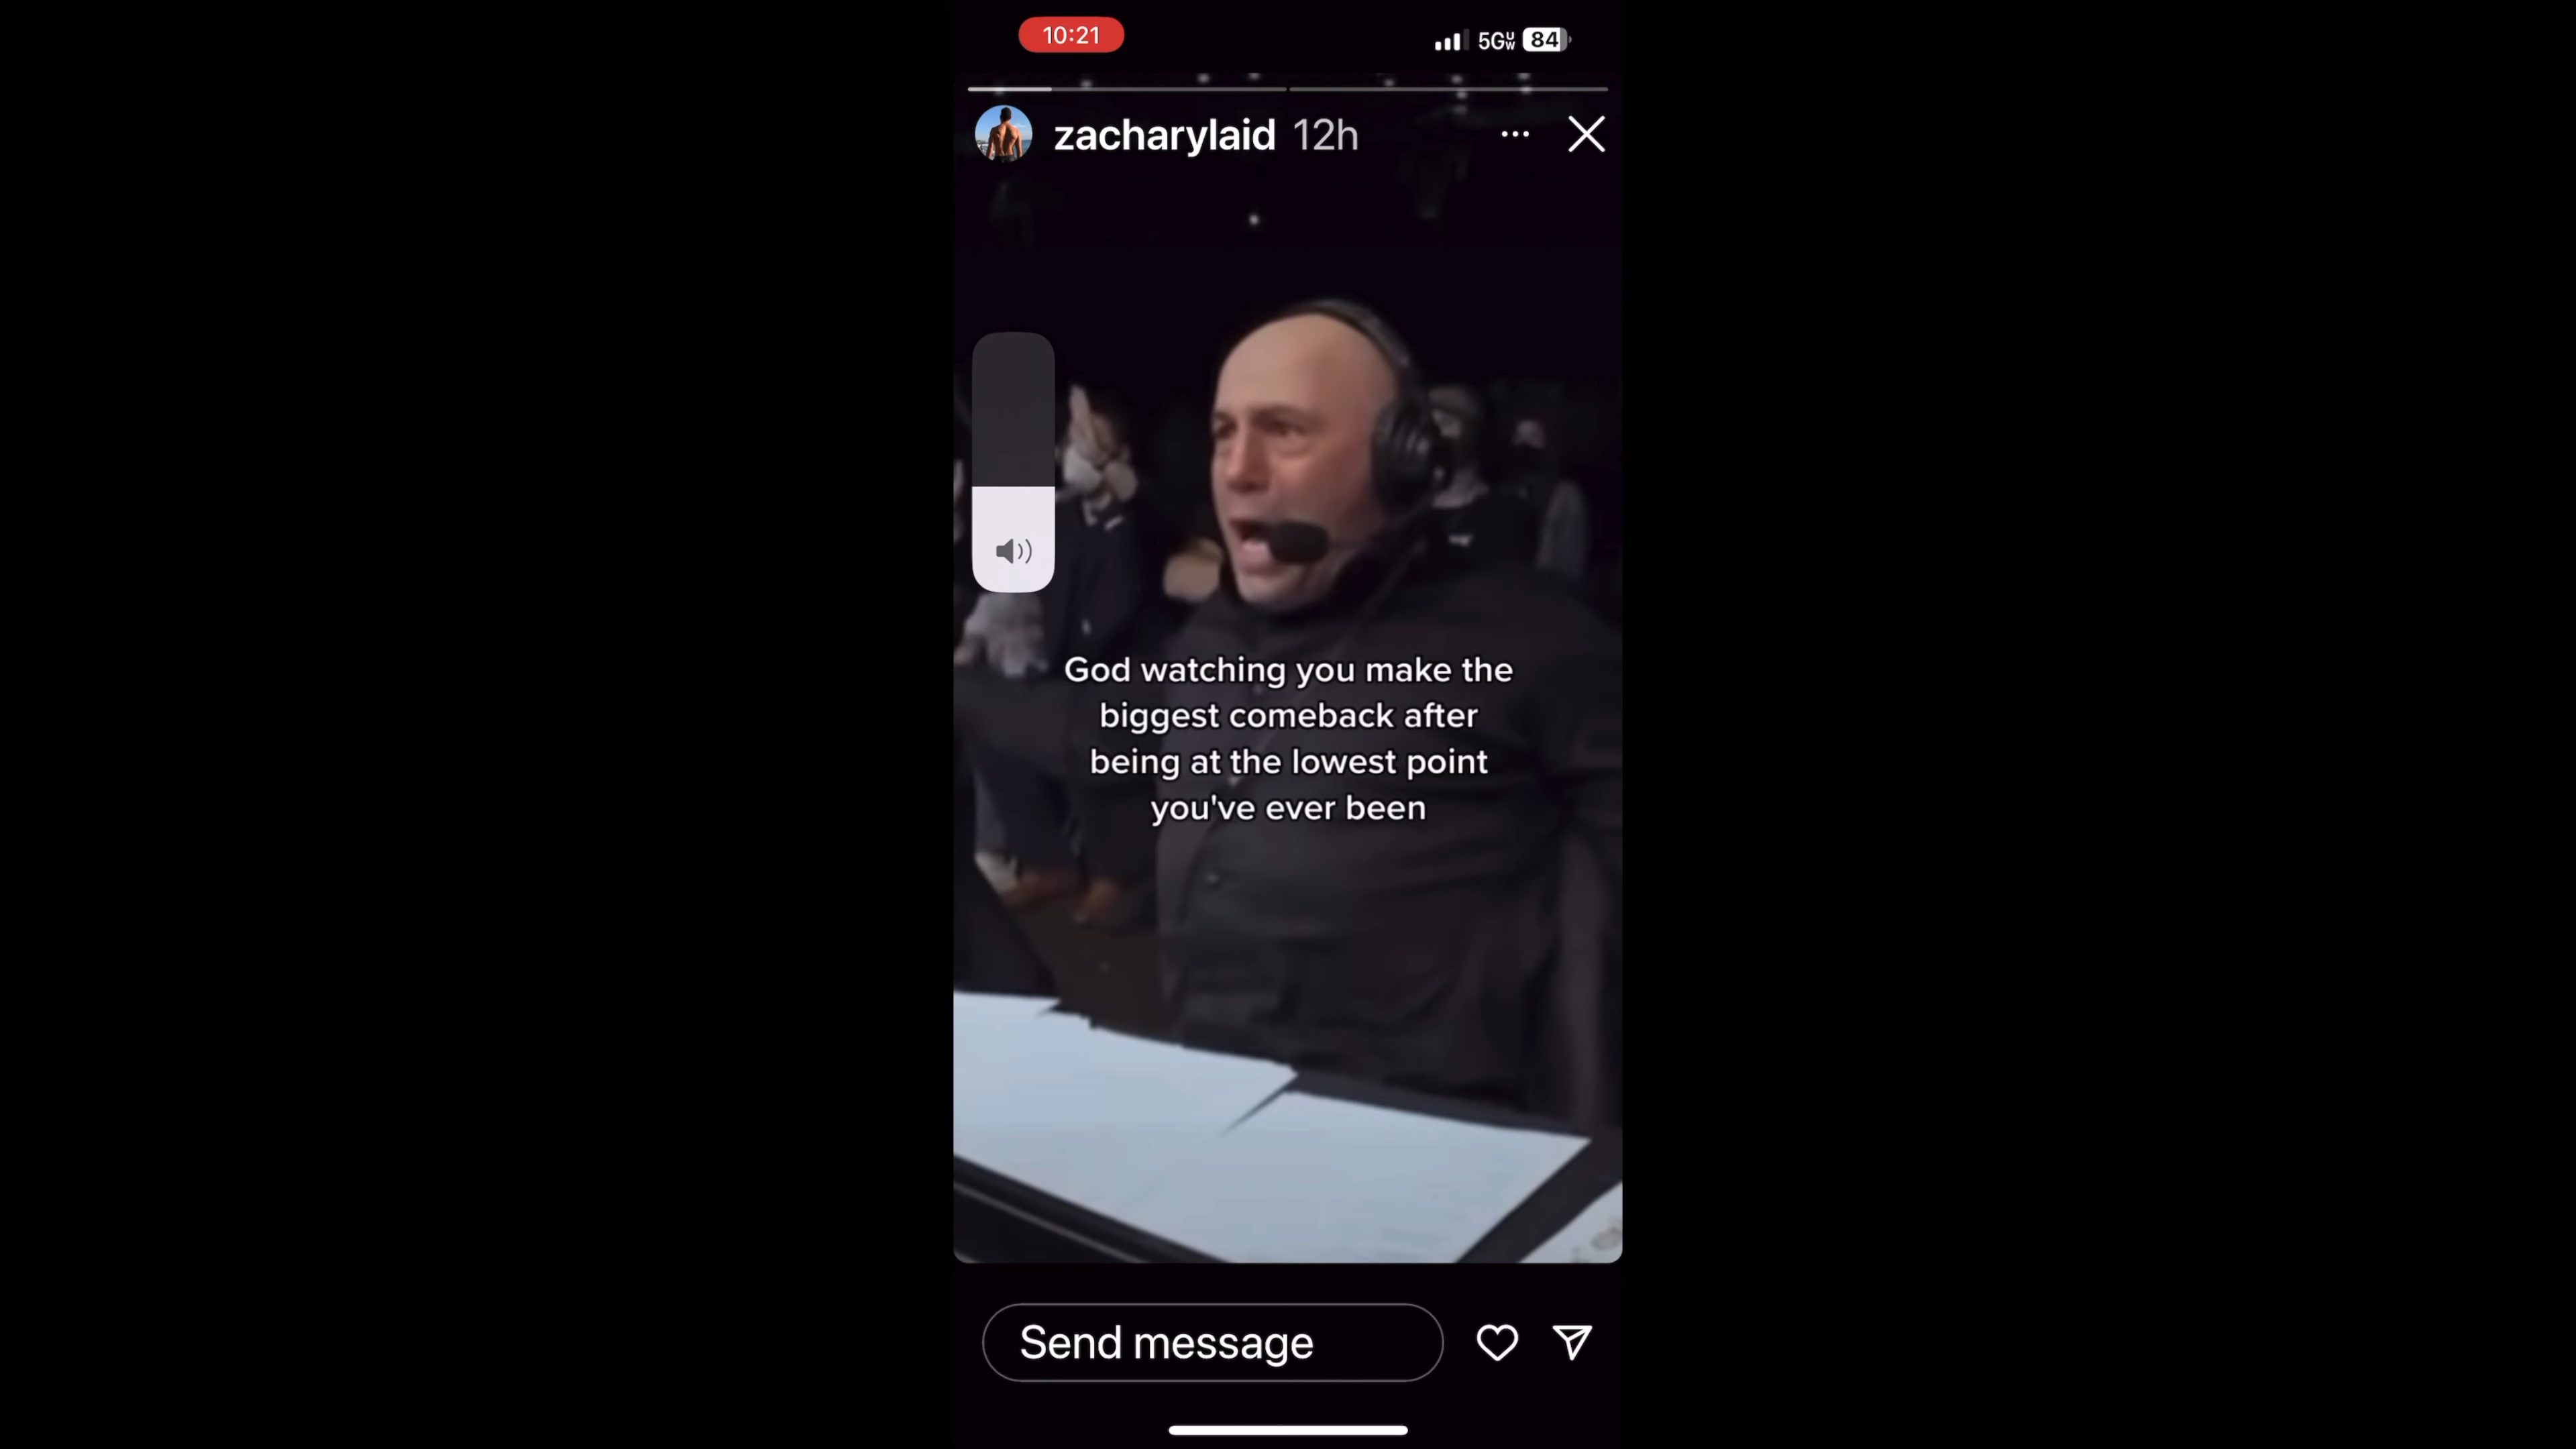 10:21
5GUW 84
zacharylaid 12h
God watching you make the
biggest comeback after
being at the lowest point
you've ever been
Send message